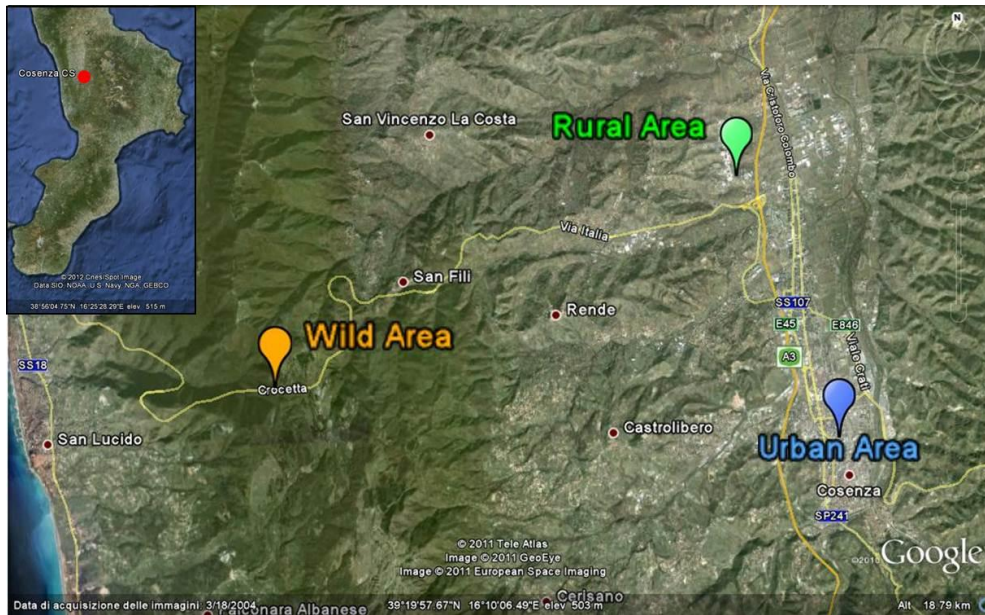 Cosenza CS
© 2012 Cnes/Spot Image
Data SIO, NOAA, U.S. Navy, NGA, GEBCO
38°56'04.75"N 16°25'28.29"E elev 515 m
N
San Vincenzo La Costa
Rural Area
Via Cristoforo Colombo
Via Italia
San Fili
Rende
SS107
E45
E846
A3
Viale Crati
Wild Area
Crocetta
SS18
San Lucido
Castrolibero
Urban Area
Cosenza
SP241
© 2011 Tele Atlas
Image © 2011 GeoEye
Image © 2011 European Space Imaging
Google
Cerisano
Falconara Albanese
Data di acquisizione delle immagini 3/18/2004
39°19'57.67"N 16°10'06.49"E elev 503 m
Alt 18.79 km